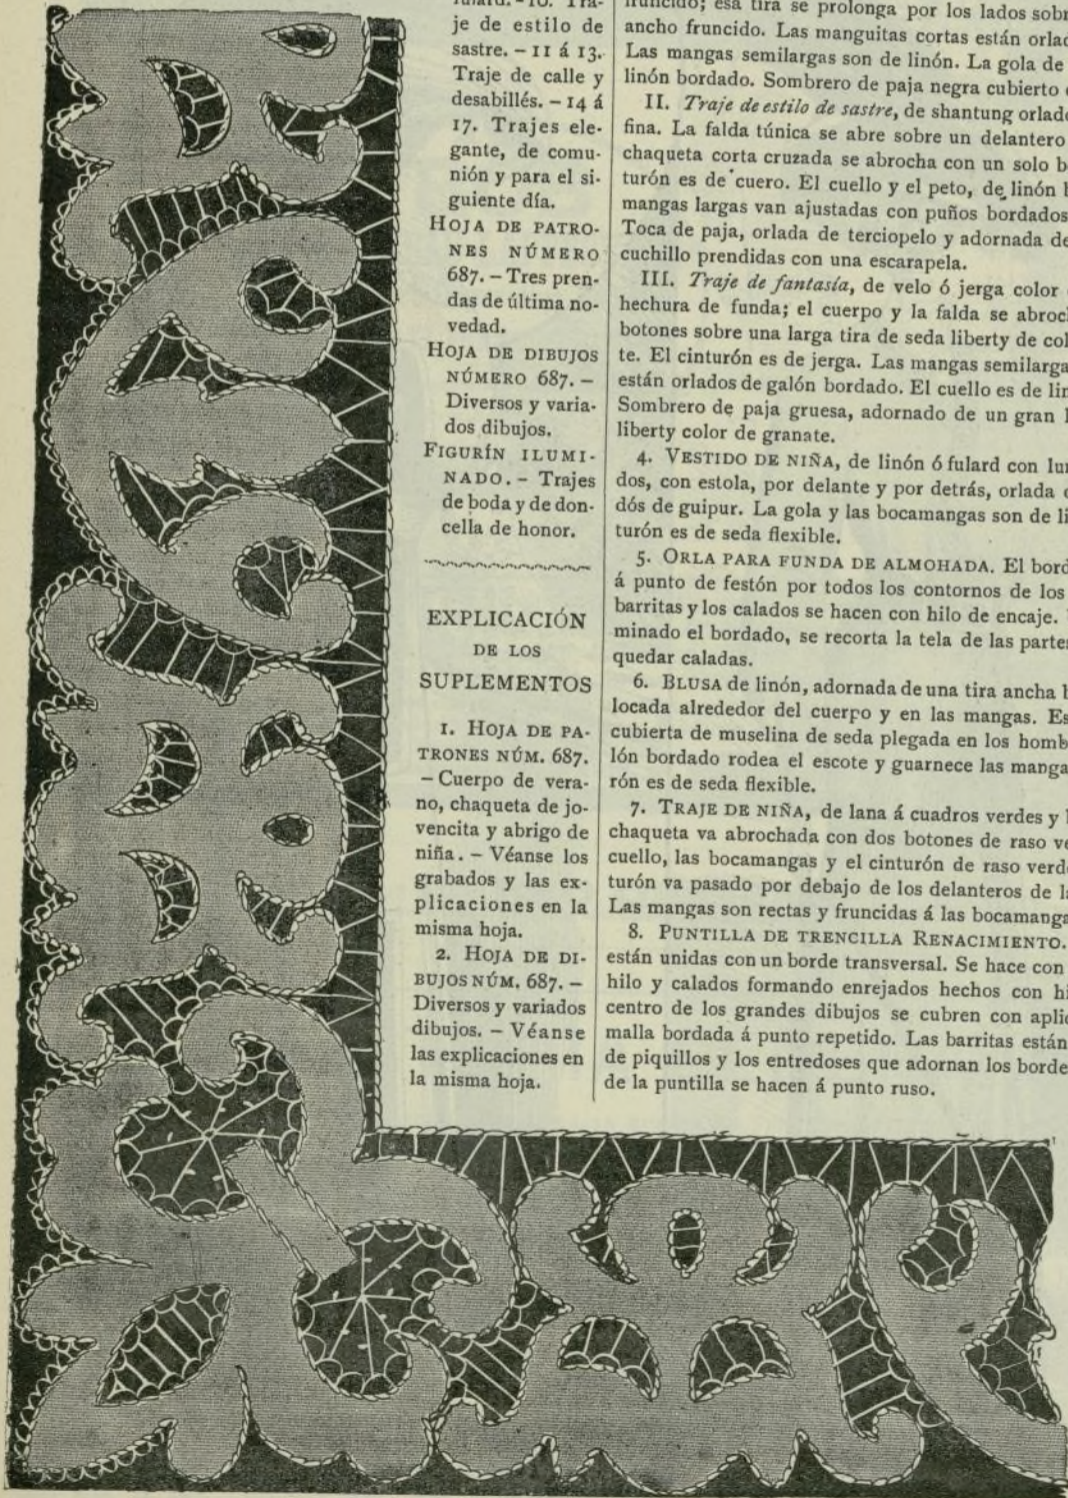 je de estilo de
sastre. – 11 á 13.
Traje de calle y
desabillés. – 14 á
17. Trajes ele-
gante, de comu-
nión y para el si-
guiente día.
HOJA DE PATRO-
NES NÚMERO
687. – Tres pren-
das de última no-
vedad.
HOJA DE DIBUJOS
NÚMERO 687. –
Diversos y varia-
dos dibujos.
FIGURÍN ILUMI-
NADO. – Trajes
de boda y de don-
cella de honor.
EXPLICACIÓN
DE LOS
SUPLEMENTOS
1. HOJA DE PA-
TRONES NÚM. 687.
– Cuerpo de vera-
no, chaqueta de jo-
vencita y abrigo de
niña. – Véanse los
grabados y las ex-
plicaciones en la
misma hoja.
2. HOJA DE DI-
BUJOS NÚM. 687. –
Diversos y variados
dibujos. – Véanse
las explicaciones en
la misma hoja.
fruncido; esa tira se prolonga por los lados
ancho fruncido. Las manguitas cortas están
Las mangas semilargas son de linón. La gola de
linón bordado. Sombrero de paja negra cubierto
II. Traje de estilo de sastre, de shantung
fina. La falda túnica se abre sobre un delantero
chaqueta corta cruzada se abrocha con un solo
turón es de cuero. El cuello y el peto, de linón
mangas largas van ajustadas con puños bordados
Toca de paja, orlada de terciopelo y adornada
cuchillo prendidas con una escarapela.
III. Traje de fantasía, de velo ó jerga color
hechura de funda; el cuerpo y la falda se
botones sobre una larga tira de seda liberty de
te. El cinturón es de jerga. Las mangas
están orlados de galón bordado. El cuello es de
Sombrero de paja gruesa, adornado de un gran
liberty color de granate.
4. VESTIDO DE NIÑA, de linón ó fulard con
dos, con estola, por delante y por detrás, orlada
dós de guipur. La gola y las bocamangas son de
turón es de seda flexible.
5. ORLA PARA FUNDA DE ALMOHADA. El
á punto de festón por todos los contornos de los
barritas y los calados se hacen con hilo de encaje.
minado el bordado, se recorta la tela de las
quedar caladas.
6. BLUSA de linón, adornada de una tira ancha
locada alrededor del cuerpo y en las mangas.
cubierta de muselina de seda plegada en los
lón bordado rodea el escote y guarnece las
rón es de seda flexible.
7. TRAJE DE NIÑA, de lana á cuadros verdes y
chaqueta va abrochada con dos botones de raso
cuello, las bocamangas y el cinturón de raso
turón va pasado por debajo de los delanteros de
Las mangas son rectas y fruncidas á las
8. PUNTILLA DE TRENCILLA RENACIMIENTO.
están unidas con un borde transversal. Se hace con
hilo y calados formando enrejados hechos con
centro de los grandes dibujos se cubren con
malla bordada á punto repetido. Las barritas están
de piquillos y los entredoses que adornan los
de la puntilla se hacen á punto ruso.